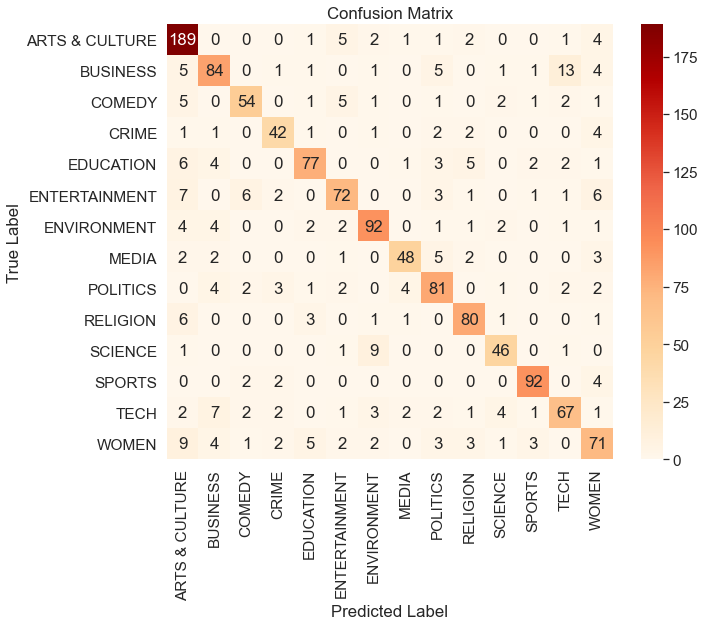 Confusion Matrix
ARTS & CULTURE 189 0 0 0 1 5 2 1 1 2 0 0 1 4
BUSINESS 5 84 0 1 1 0 1 0 5 0 1 1 13 4
COMEDY 5 0 54 0 1 5 1 0 1 0 2 1 2 1
CRIME 1 1 0 42 1 0 1 0 2 2 0 0 0 4
EDUCATION 6 4 0 0 77 0 0 1 3 5 0 2 2 1
ENTERTAINMENT 7 0 6 2 0 72 0 0 3 1 0 1 1 6
ENVIRONMENT 4 4 0 0 2 2 92 0 1 1 2 0 1 1
MEDIA 2 2 0 0 0 1 0 48 5 2 0 0 0 3
POLITICS 0 4 2 3 1 2 0 4 81 0 1 0 2 2
RELIGION 6 0 0 0 3 0 1 1 0 80 1 0 0 1
SCIENCE 1 0 0 0 0 1 9 0 0 0 46 0 1 0
SPORTS 0 0 2 2 0 0 0 0 0 0 0 92 0 4
TECH 2 7 2 2 0 1 3 2 2 1 4 1 67 1
WOMEN 9 4 1 2 5 2 2 0 3 3 1 3 0 71
True Label
ARTS & CULTURE
BUSINESS
COMEDY
CRIME
EDUCATION
ENTERTAINMENT
ENVIRONMENT
MEDIA
POLITICS
RELIGION
SCIENCE
SPORTS
TECH
WOMEN
Predicted Label
175
150
125
100
75
50
25
0